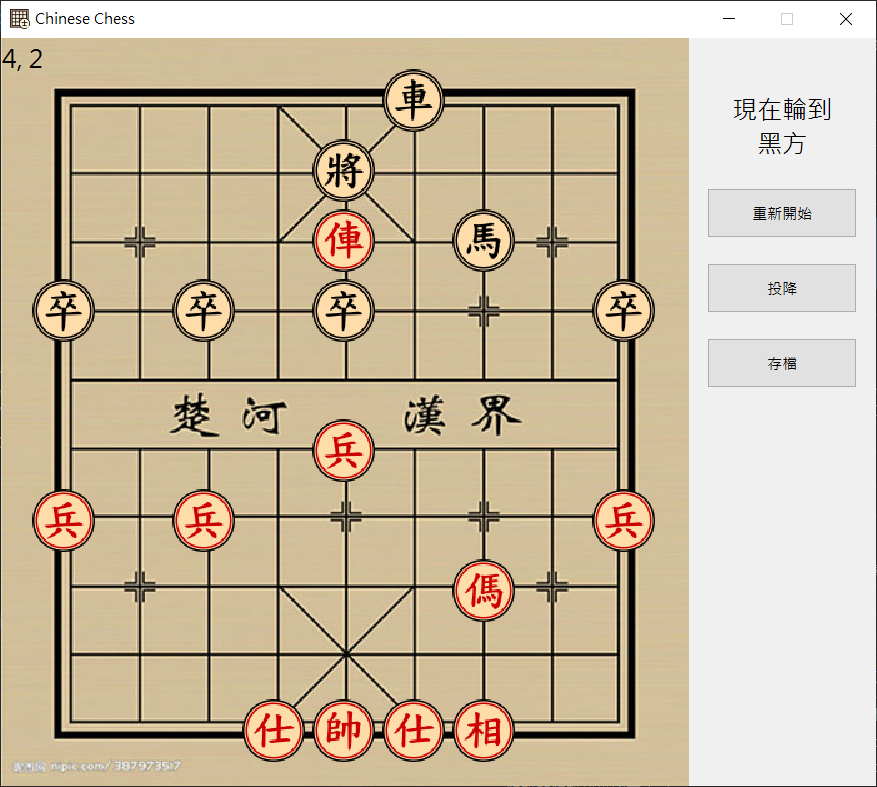 Chinese Chess
4, 2
現在輪到
黑方
重新開始
投降
存檔
車
將
俥
馬
卒 卒 卒 卒
楚河 漢界
兵
兵 兵 兵
傌
仕 帥 仕 相
nipic.com/387973517